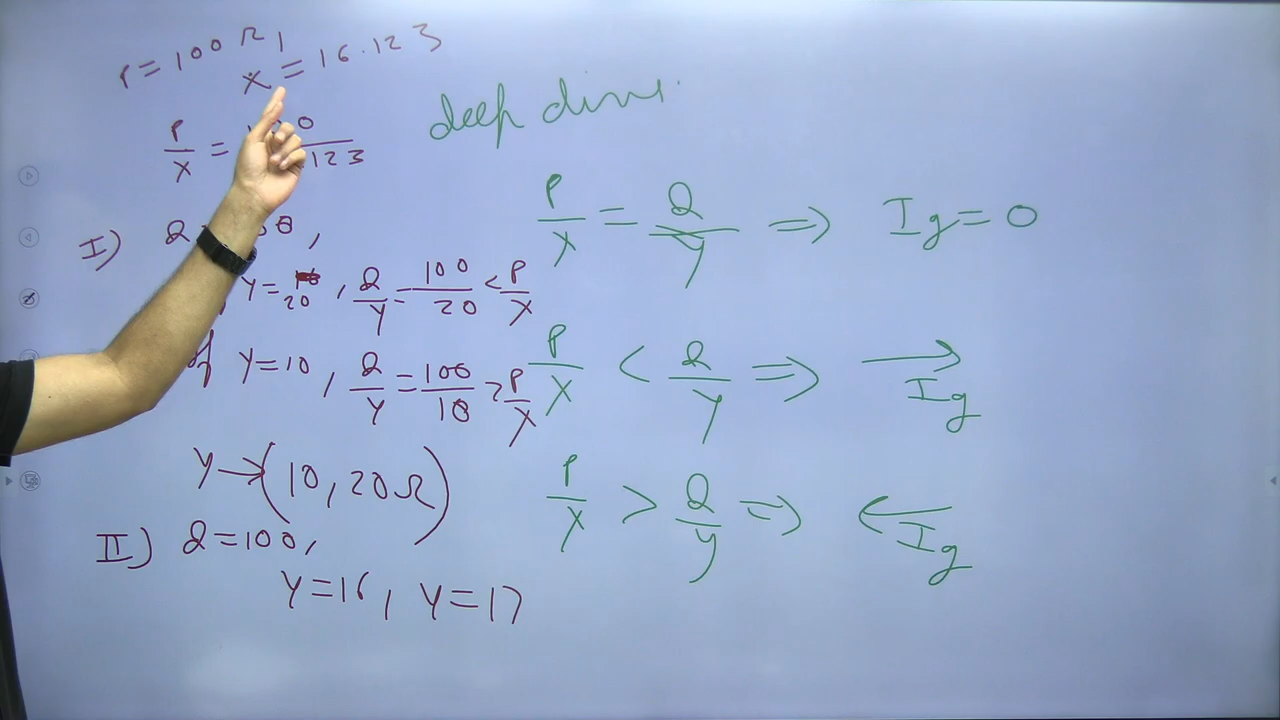 P = 100 Ω, X = 16.123
P/X = 123
deep dive
I)
Y = 20, Q/Y = 100/20 < P/X
Y = 10, Q/Y = 100/10 > P/X
Y → (10, 20Ω)
II) Q = 100,
Y = 16, Y = 17
P/X = Q/Y ⇒ Ig = 0
P/X < Q/Y ⇒ → Ig
P/X > Q/Y ⇒ ← Ig